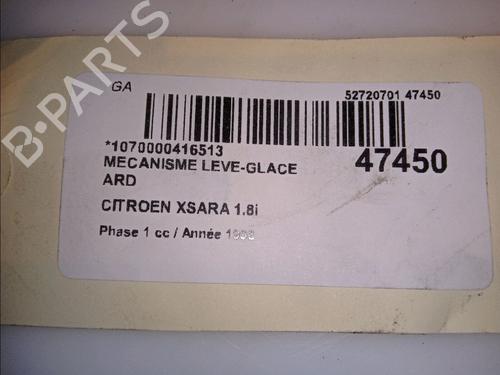 GA
52720701 47450
*1070000416513
47450
MECANISME LEVE-GLACE
ARD
CITROEN XSARA 1.8i
Phase 1 cc / Année
B-PARTS